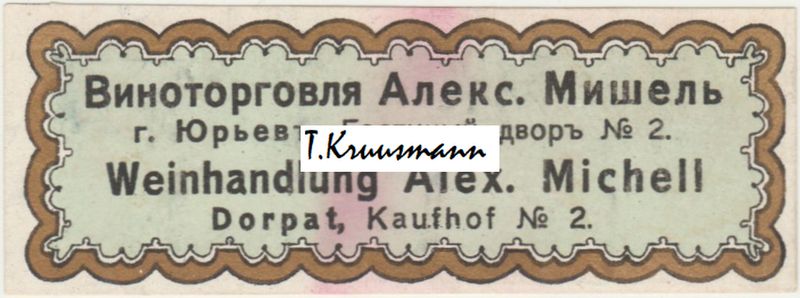 Виноторговля Алекс. Мишель
г. Юрьевъ, дворъ № 2.
T.Kruusmann
Weinhandlung Alex. Michell
Dorpat, Kaufhof № 2.